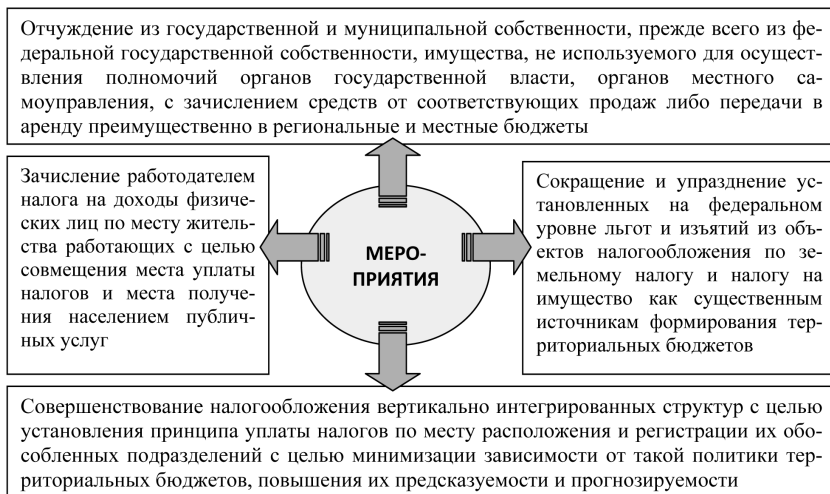 Отчуждение из государственной и муниципальной собственности, прежде всего из фе-
деральной государственной собственности, имущества, не используемого для осущест-
вления полномочий органов государственной власти, органов местного са-
моуправления, с зачислением средств от соответствующих продаж либо передачи в
аренду преимущественно в региональные и местные бюджеты
Зачисление работодателем
налога на доходы физиче-
ских лиц по месту житель-
ства работающих с целью
совмещения места уплаты
налогов и места получе-
ния населением публич-
ных услуг
МЕРО-
ПРИЯТИЯ
Сокращение и упразднение ус-
тановленных на федеральном
уровне льгот и изъятий из объ-
ектов налогообложения по зе-
мельному налогу и налогу на
имущество как существенным
источникам формирования тер-
риториальных бюджетов
Совершенствование налогообложения вертикально интегрированных структур с целью
установления принципа уплаты налогов по месту расположения и регистрации их обо-
собленных подразделений с целью минимизации зависимости от такой политики тер-
риториальных бюджетов, повышения их предсказуемости и прогнозируемости